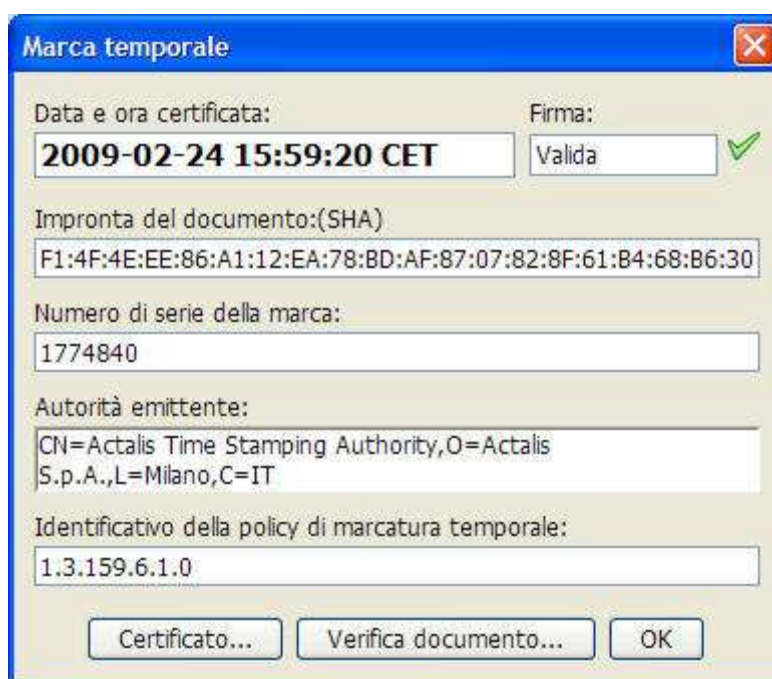 Marca temporale
Data e ora certificata:
Firma:
2009-02-24 15:59:20 CET
Valida
Impronta del documento:(SHA)
F1:4F:4E:EE:86:A1:12:EA:78:BD:AF:87:07:82:8F:61:B4:68:B6:30
Numero di serie della marca:
1774840
Autorità emittente:
CN=Actalis Time Stamping Authority,O=Actalis
S.p.A.,L=Milano,C=IT
Identificativo della policy di marcatura temporale:
1.3.159.6.1.0
Certificato...
Verifica documento...
OK